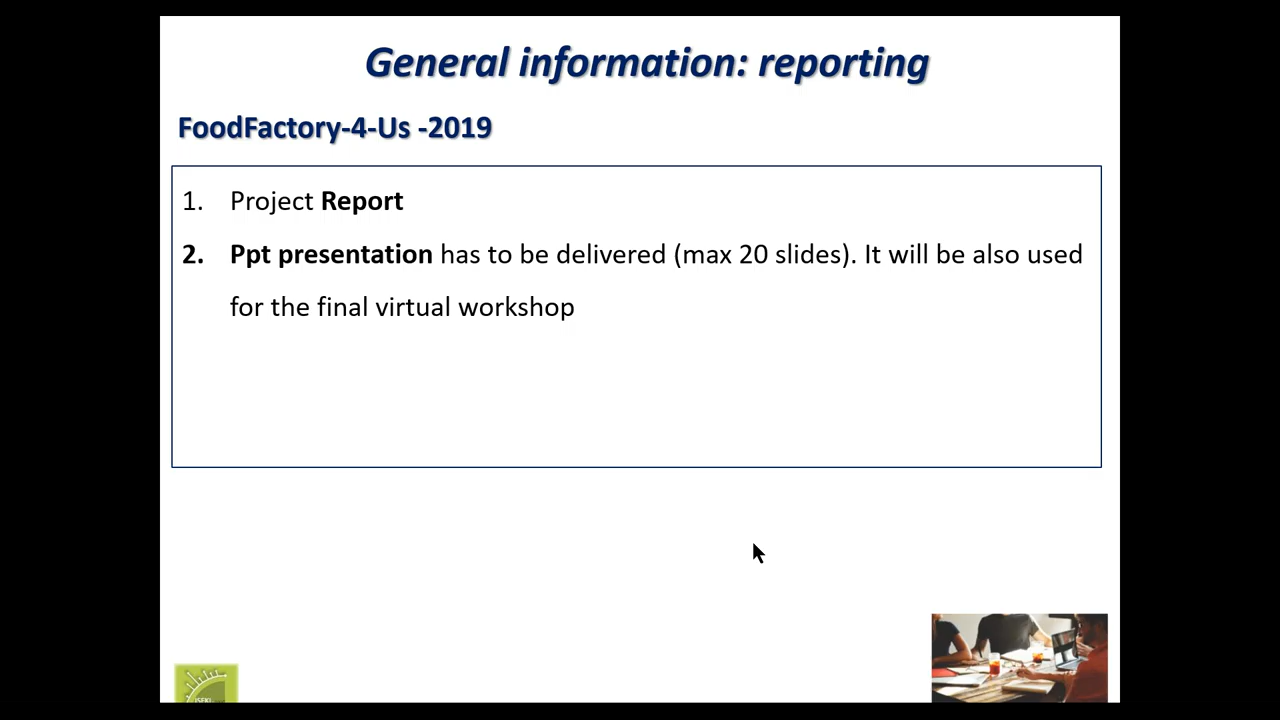 General information: reporting
FoodFactory-4-Us -2019
1. Project Report
2. Ppt presentation has to be delivered (max 20 slides). It will be also used
for the final virtual workshop
ISEKI